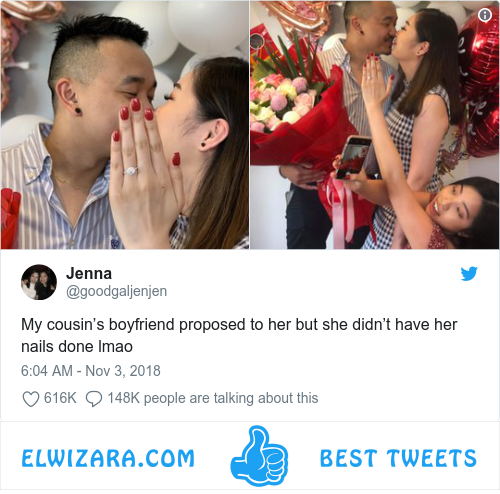 Jenna
@goodgaljenjen
My cousin’s boyfriend proposed to her but she didn’t have her
nails done lmao
6:04 AM - Nov 3, 2018
616K 148K people are talking about this
ELWIZARA.COM BEST TWEETS